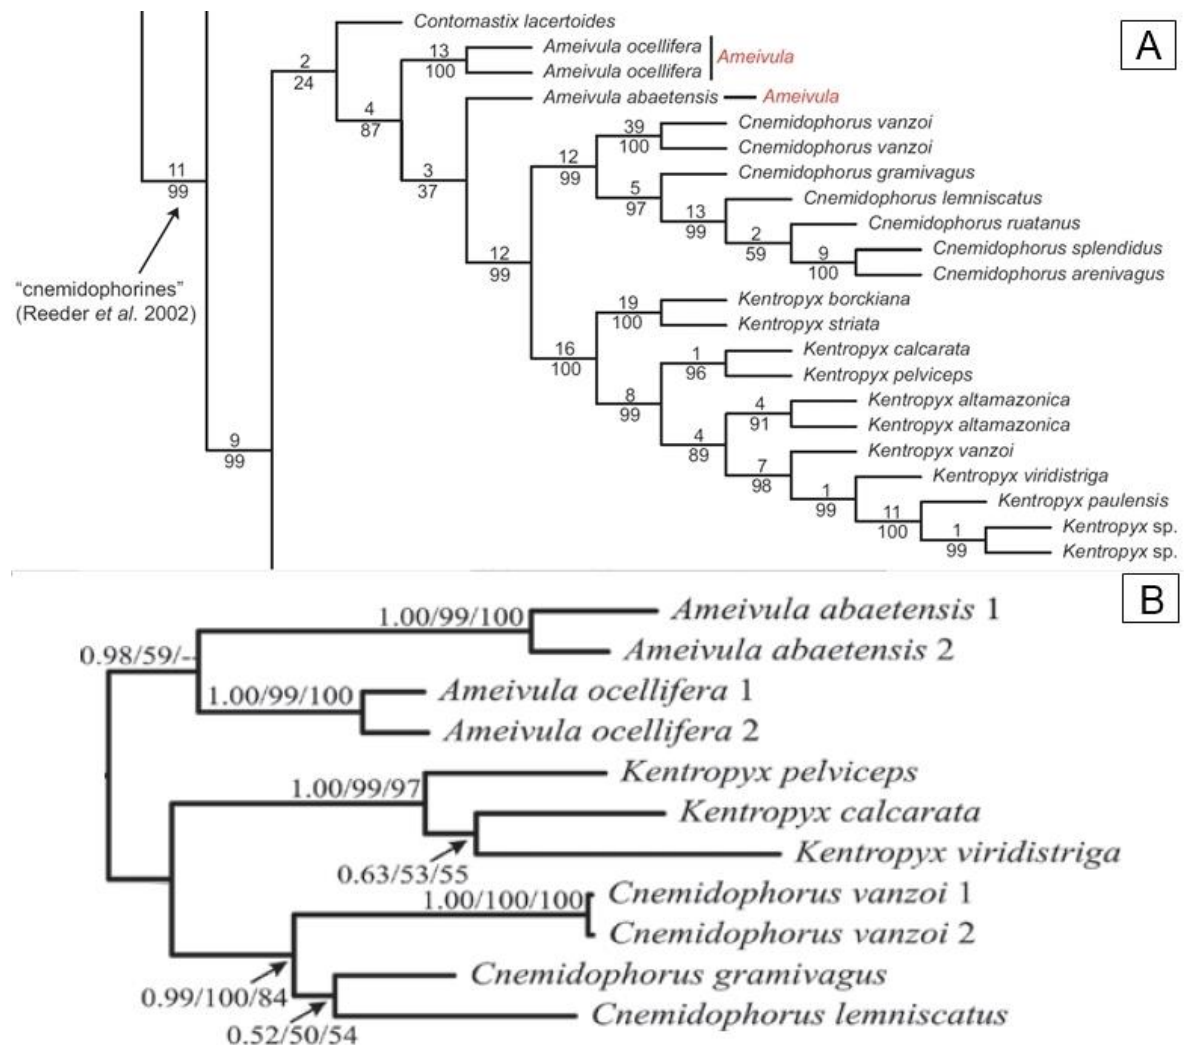 A
Contomastix lacertoides
2
24
13
100
Ameivula ocellifera
Ameivula ocellifera
Ameivula
4
87
Ameivula abaetensis
Ameivula
3
37
39
100
Cnemidophorus vanzoi
Cnemidophorus vanzoi
12
99
Cnemidophorus gramivagus
5
97
Cnemidophorus lemniscatus
13
99
Cnemidophorus ruatanus
2
59
Cnemidophorus splendidus
9
100
Cnemidophorus arenivagus
11
99
12
99
"cnemidophorines"
(Reeder et al. 2002)
Kentropyx borckiana
19
100
Kentropyx striata
16
100
Kentropyx calcarata
1
96
Kentropyx pelviceps
8
99
Kentropyx altamazonica
4
91
Kentropyx altamazonica
4
89
Kentropyx vanzoi
7
98
Kentropyx viridistriga
1
99
Kentropyx paulensis
11
100
Kentropyx sp.
1
99
Kentropyx sp.
9
99
B
1.00/99/100
Ameivula abaetensis 1
Ameivula abaetensis 2
0.98/59/--
1.00/99/100
Ameivula ocellifera 1
Ameivula ocellifera 2
Kentropyx pelviceps
1.00/99/97
Kentropyx calcarata
Kentropyx viridistriga
0.63/53/55
1.00/100/100
Cnemidophorus vanzoi 1
Cnemidophorus vanzoi 2
Cnemidophorus gramivagus
0.99/100/84
Cnemidophorus lemniscatus
0.52/50/54